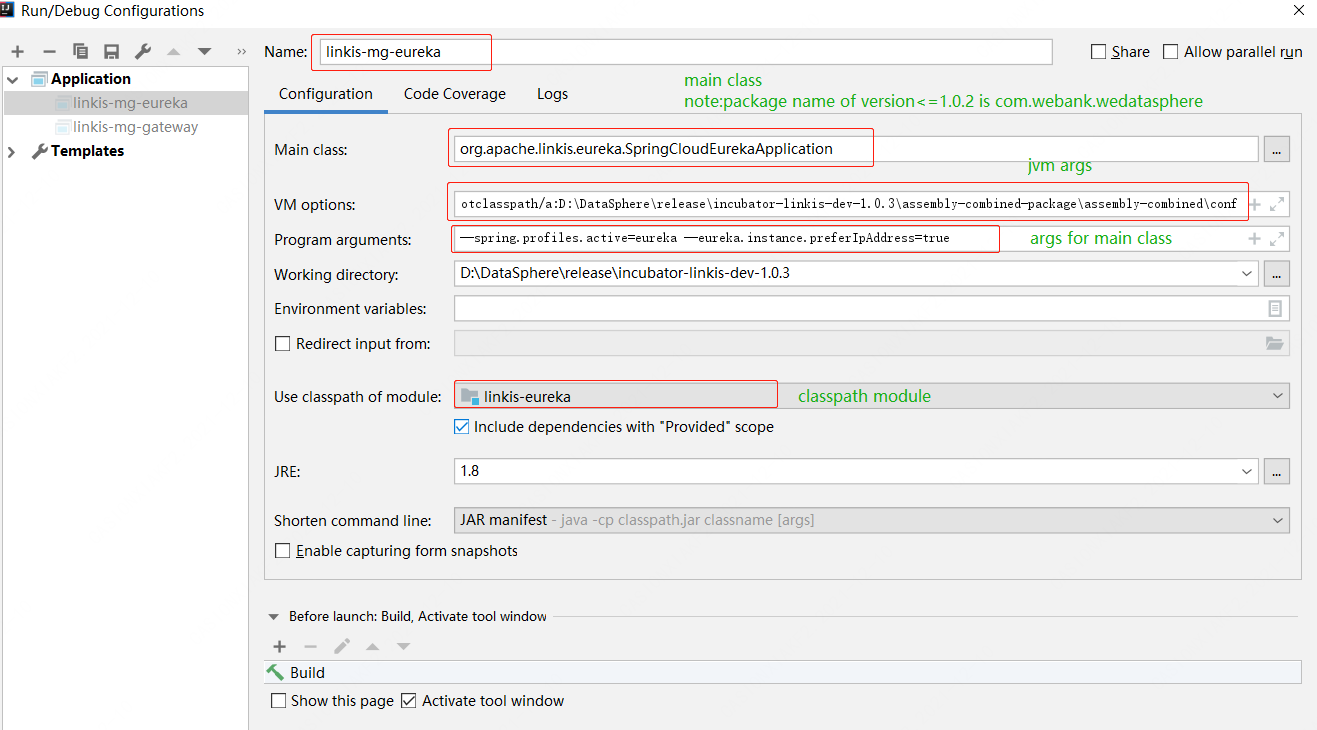 Run/Debug Configurations
Name: linkis-mg-eureka
Share
Allow parallel run
Application
linkis-mg-eureka
linkis-mg-gateway
Templates
Configuration
Code Coverage
Logs
main class
note:package name of version<=1.0.2 is com.webank.wedatasphere
Main class: org.apache.linkis.eureka.SpringCloudEurekaApplication ...
jvm args
VM options: otclasspath/a:D:\DataSphere\release\incubator-linkis-dev-1.0.3\assembly-combined-package\assembly-combined\conf
Program arguments: --spring.profiles.active=eureka --eureka.instance.preferIpAddress=true
args for main class
Working directory: D:\DataSphere\release\incubator-linkis-dev-1.0.3 ...
Environment variables:
Redirect input from:
Use classpath of module: linkis-eureka
classpath module
Include dependencies with "Provided" scope
JRE: 1.8 ...
Shorten command line: JAR manifest - java -cp classpath.jar classname [args]
Enable capturing form snapshots
Before launch: Build, Activate tool window
Build
Show this page
Activate tool window